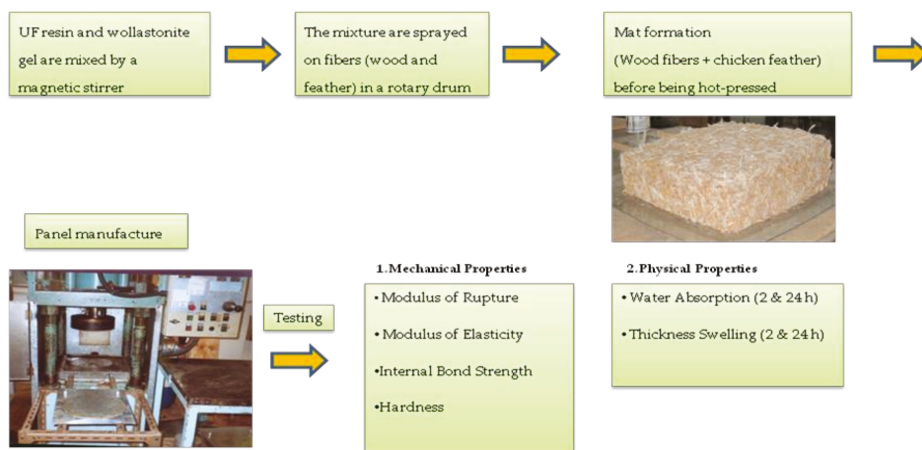 UF resin and wollastonite
gel are mixed by a
magnetic stirrer
The mixture are sprayed
on fibers (wood and
feather) in a rotary drum
Mat formation
(Wood fibers + chicken feather)
before being hot-pressed
Panel manufacture
Testing
1.Mechanical Properties
•Modulus of Rupture
•Modulus of Elasticity
•Internal Bond Strength
•Hardness
2.Physical Properties
•Water Absorption (2 & 24 h)
•Thickness Swelling (2 & 24 h)